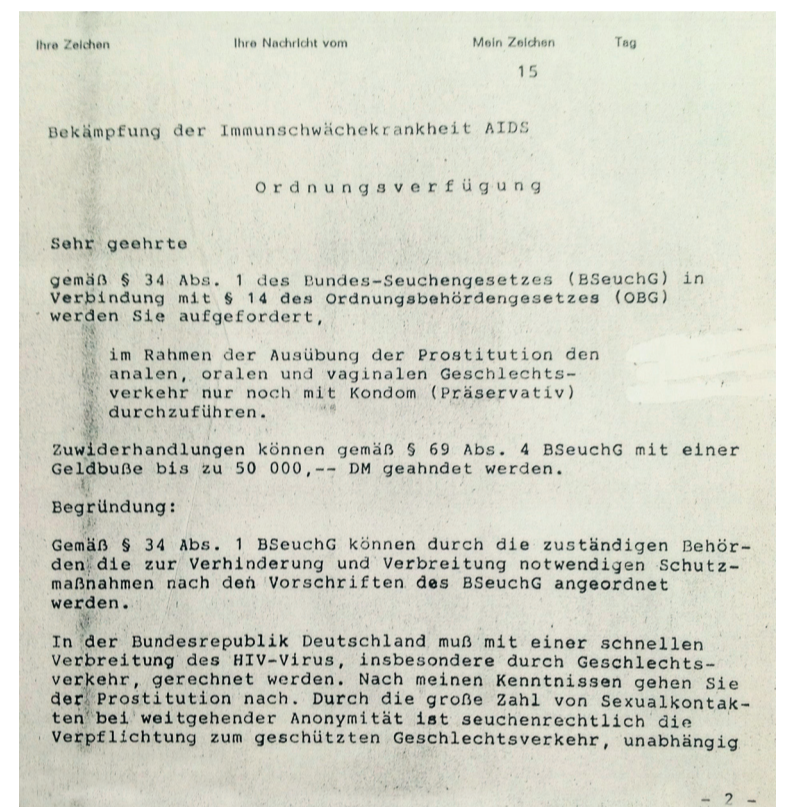 Ihre Zeichen Ihre Nachricht vom Mein Zeichen Tag
15
Bekämpfung der Immunschwächekrankheit AIDS
Ordnungsverfügung
Sehr geehrte
gemäß § 34 Abs. 1 des Bundes-Seuchengesetzes (BSeuchG) in
Verbindung mit § 14 des Ordnungsbehördengesetzes (OBG)
werden Sie aufgefordert,
im Rahmen der Ausübung der Prostitution den
analen, oralen und vaginalen Geschlechts-
verkehr nur noch mit Kondom (Präservativ)
durchzuführen.
Zuwiderhandlungen können gemäß § 69 Abs. 4 BSeuchG mit einer
Geldbuße bis zu 50 000,-- DM geahndet werden.
Begründung:
Gemäß § 34 Abs. 1 BSeuchG können durch die zuständigen Behör-
den die zur Verhinderung und Verbreitung notwendigen Schutz-
maßnahmen nach den Vorschriften des BSeuchG angeordnet
werden.
In der Bundesrepublik Deutschland muß mit einer schnellen
Verbreitung des HIV-Virus, insbesondere durch Geschlechts-
verkehr, gerechnet werden. Nach meinen Kenntnissen gehen Sie
der Prostitution nach. Durch die große Zahl von Sexualkontak-
ten bei weitgehender Anonymität ist seuchenrechtlich die
Verpflichtung zum geschützten Geschlechtsverkehr, unabhängig
- 2 -